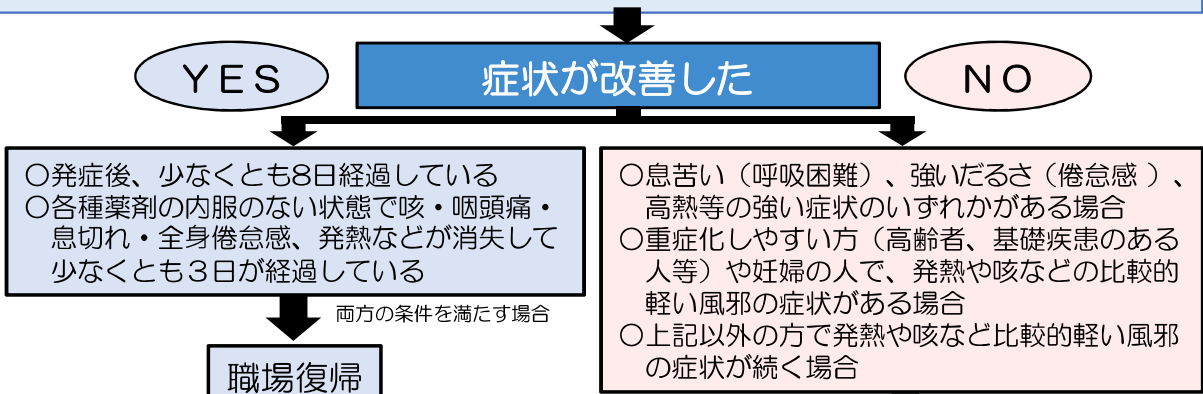 YES
症状が改善した
NO
〇発症後、少なくとも8日経過している
〇各種薬剤の内服のない状態で咳・咽頭痛・
息切れ・全身倦怠感、発熱などが消失して
少なくとも３日が経過している
両方の条件を満たす場合
職場復帰
〇息苦い（呼吸困難）、強いだるさ（倦怠感 ）、
高熱等の強い症状のいずれかがある場合
〇重症化しやすい方（高齢者、基礎疾患のある
人等）や妊婦の人で、発熱や咳などの比較的
軽い風邪の症状がある場合
〇上記以外の方で発熱や咳など比較的軽い風邪
の症状が続く場合